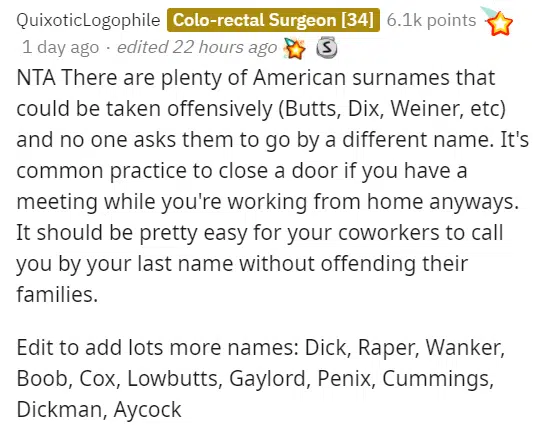 QuixoticLogophile Colo-rectal Surgeon [34] 6.1k points
1 day ago · edited 22 hours ago S
NTA There are plenty of American surnames that
could be taken offensively (Butts, Dix, Weiner, etc)
and no one asks them to go by a different name. It's
common practice to close a door if you have a
meeting while you're working from home anyways.
It should be pretty easy for your coworkers to call
you by your last name without offending their
families.
Edit to add lots more names: Dick, Raper, Wanker,
Boob, Cox, Lowbutts, Gaylord, Penix, Cummings,
Dickman, Aycock